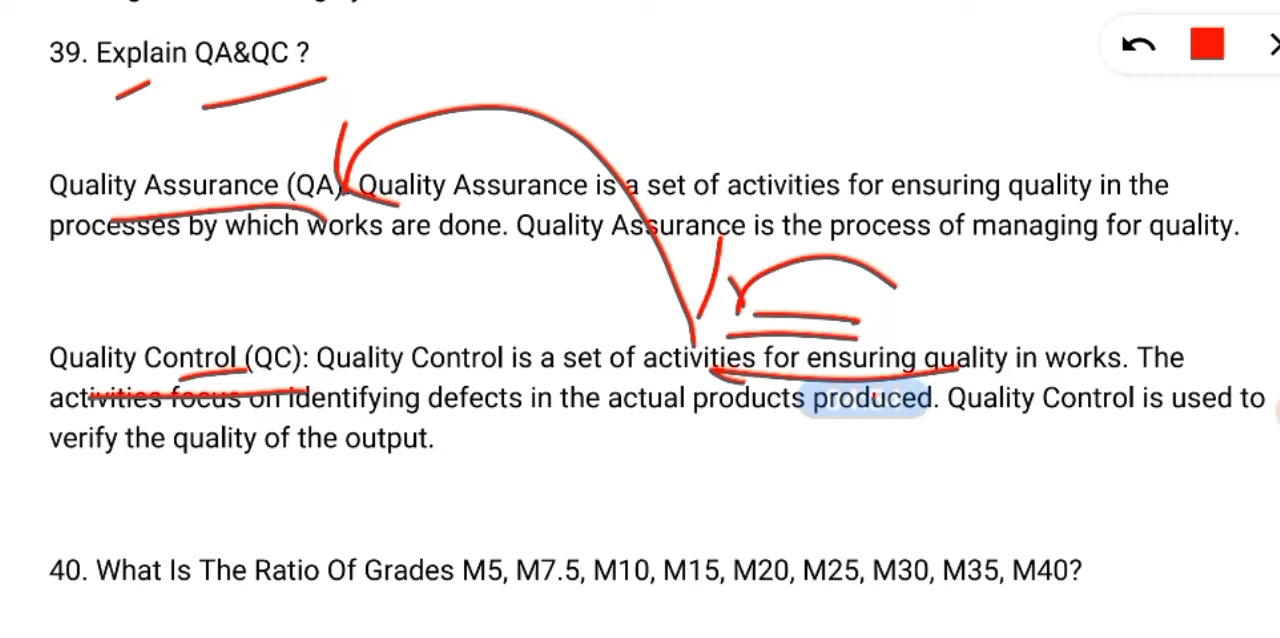 39. Explain QA&QC ?
Quality Assurance (QA): Quality Assurance is a set of activities for ensuring quality in the
processes by which works are done. Quality Assurance is the process of managing for quality.
Quality Control (QC): Quality Control is a set of activities for ensuring quality in works. The
activities focus on identifying defects in the actual products produced. Quality Control is used to
verify the quality of the output.
40. What Is The Ratio Of Grades M5, M7.5, M10, M15, M20, M25, M30, M35, M40?